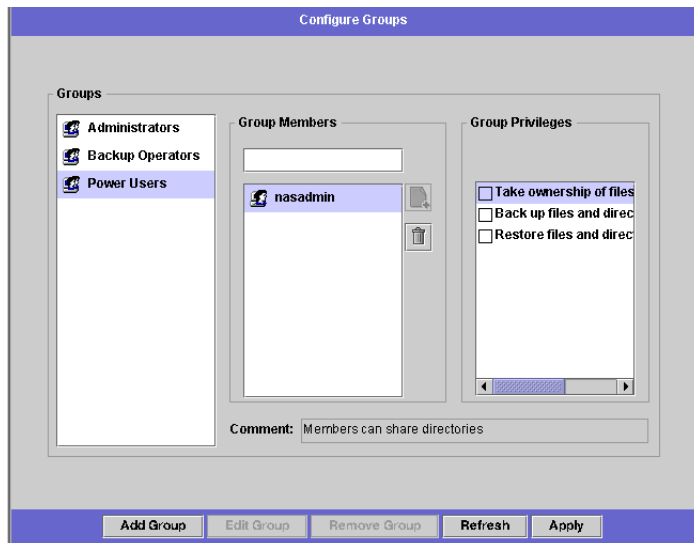 Configure Groups
Groups
Administrators
Backup Operators
Power Users
Group Members
nasadmin
Group Privileges
Take ownership of files
Back up files and direc
Restore files and direc
Comment: Members can share directories
Add Group Edit Group Remove Group Refresh Apply